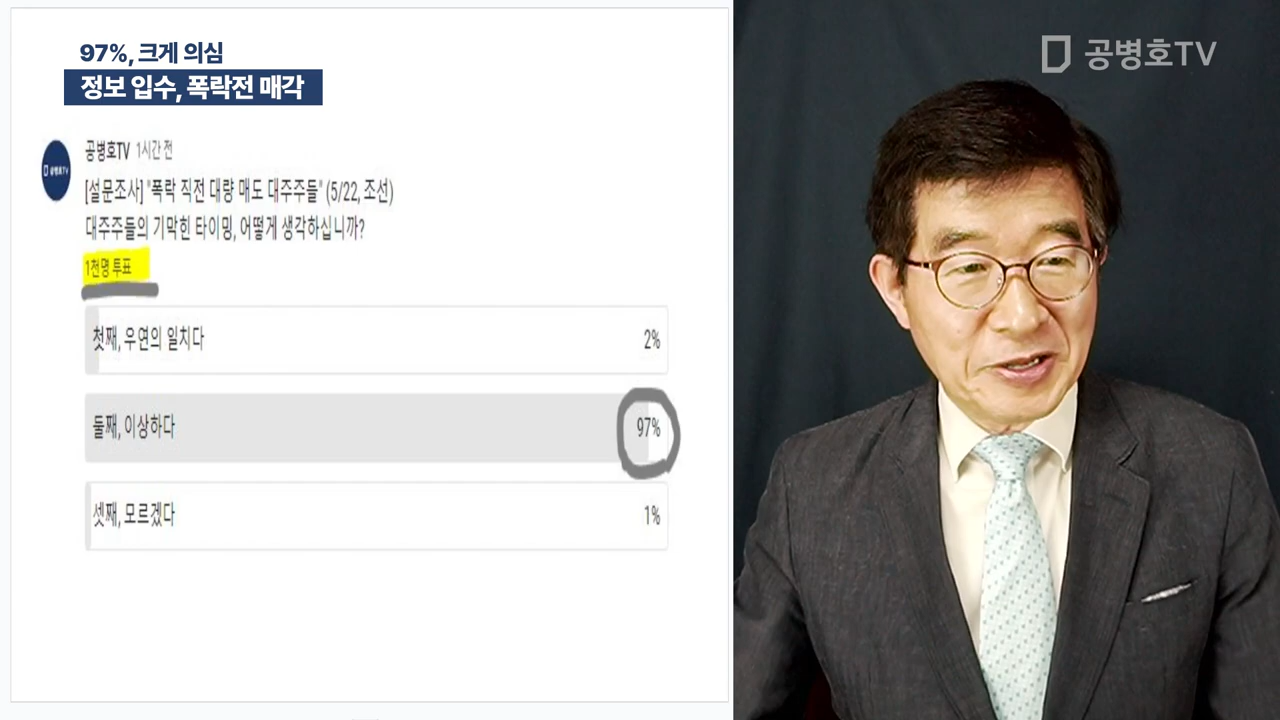 97%, 크게 의심
정보 입수, 폭락전 매각
공병호TV 1시간 전
공병호TV
[설문조사] "폭락 직전 대량 매도 대주주들" (5/22, 조선)
대주주들의 기막힌 타이밍, 어떻게 생각하십니까?
1천명 투표
첫째, 우연의 일치다 2%
둘째, 이상하다 97%
셋째, 모르겠다 1%
공병호TV